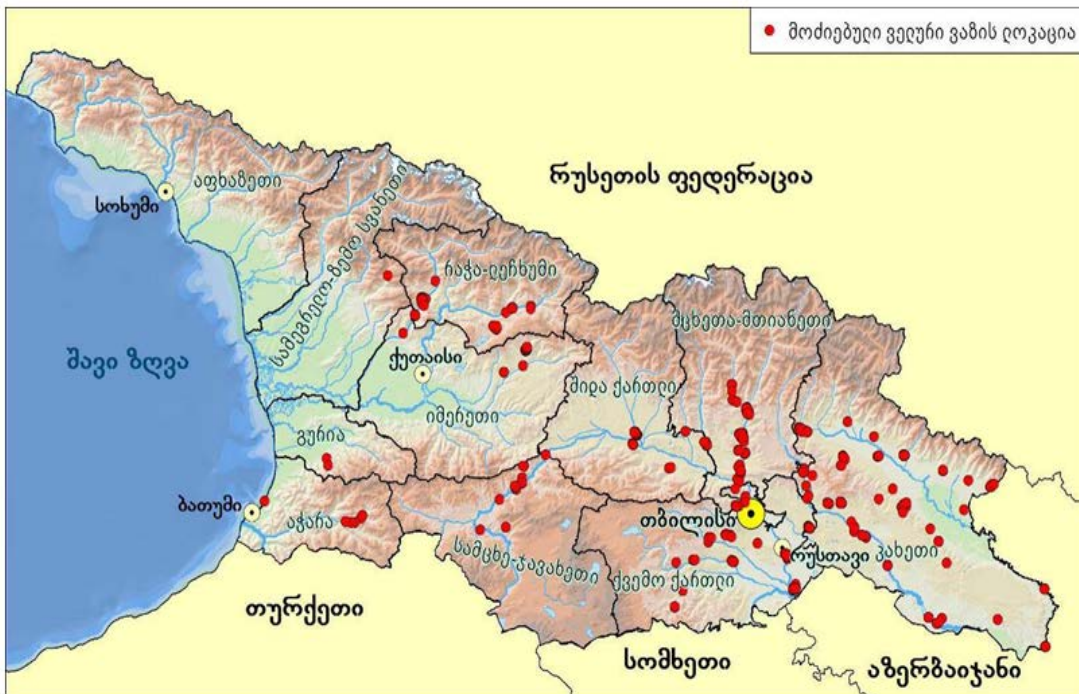 მოძიებული ველური ვაზის ლოკაცია
რუსეთის ფედერაცია
აფხაზეთი
სოხუმი
სამეგრელო-ზემო სვანეთი
რაჭა-ლეჩხუმი
მცხეთა-მთიანეთი
შავი ზღვა
ქუთაისი
შიდა ქართლი
იმერეთი
გურია
ბათუმი
აჭარა
თბილისი
სამცხე-ჯავახეთი
რუსთავი
კახეთი
ქვემო ქართლი
თურქეთი
სომხეთი
აზერბაიჯანი